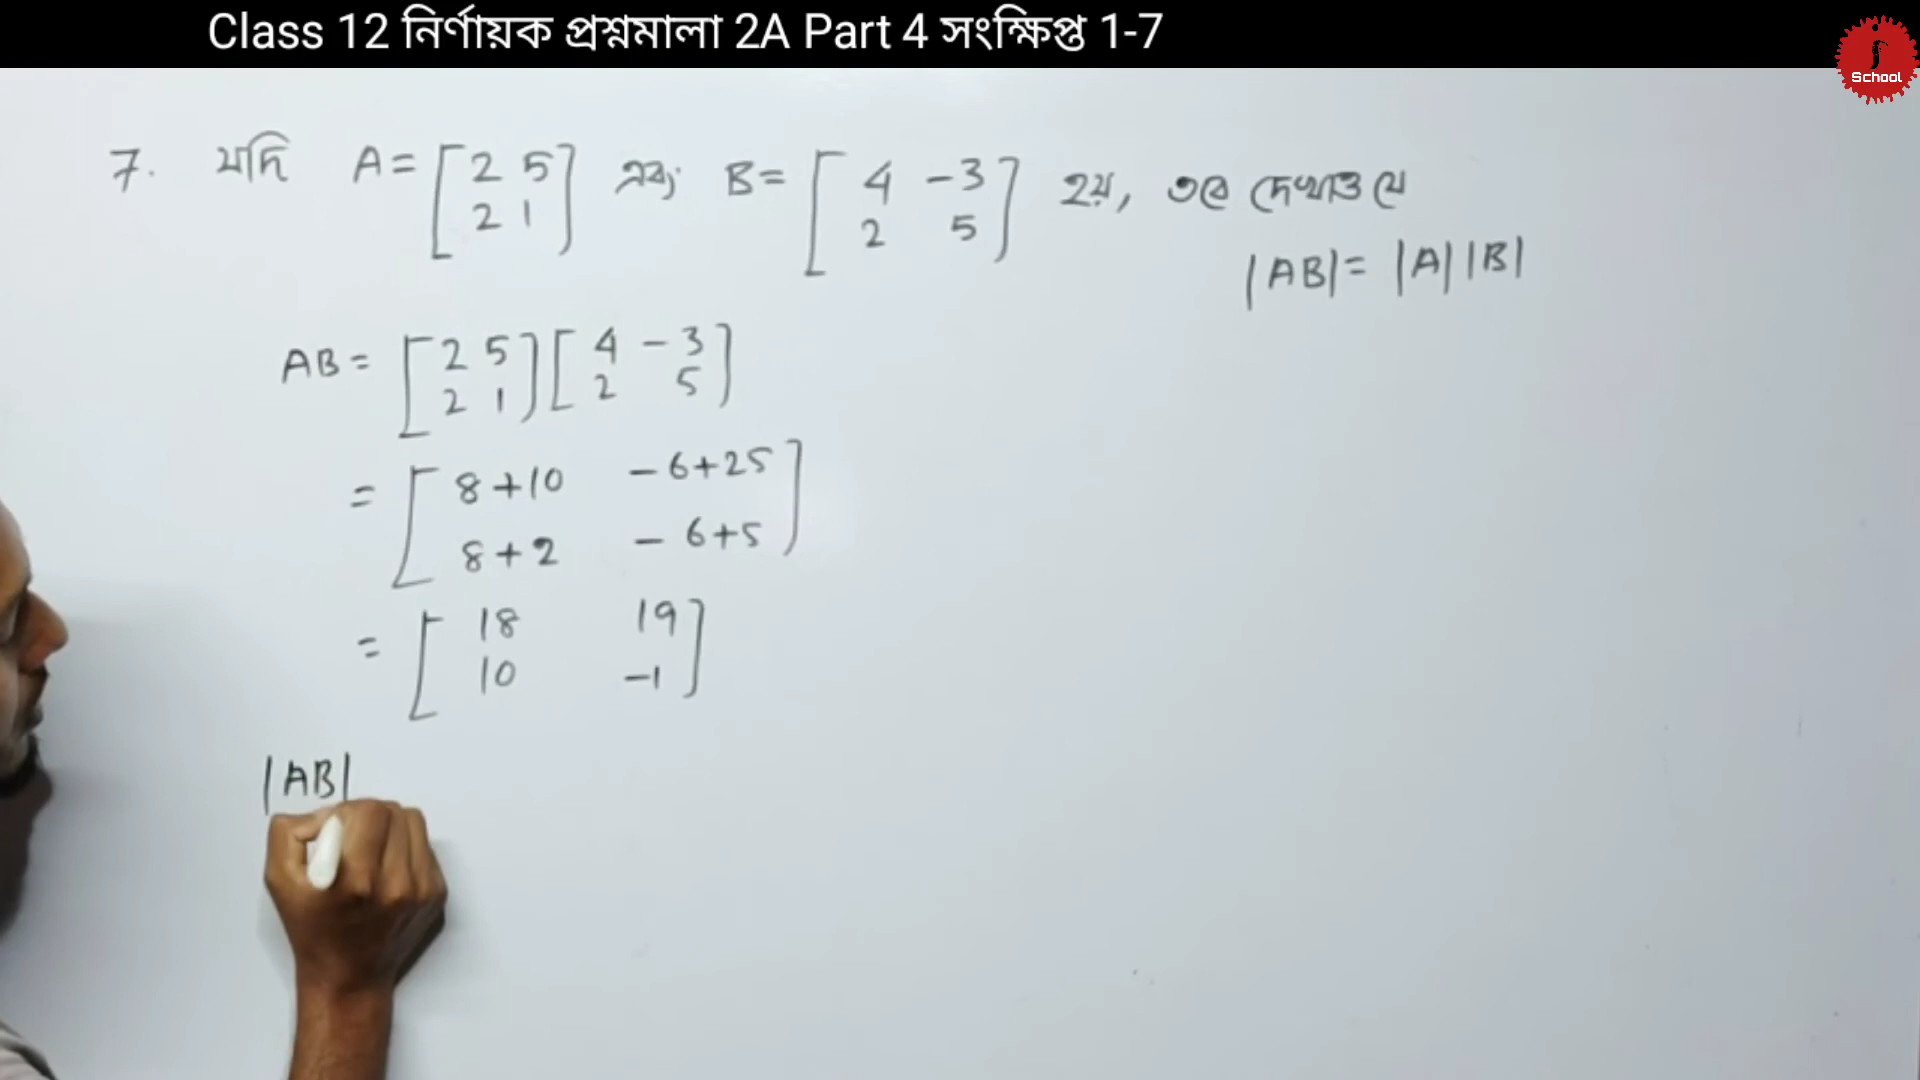 Class 12 নির্ণায়ক প্রশ্নমালা 2A Part 4 সংক্ষিপ্ত 1-7
ʃ School
7. যদি A = [2 5 এবং B = [4 -3 হয়, তবে দেখাও যে
2 1] 2 5]
|AB| = |A| |B|
AB = [2 5 [4 -3
2 1] 2 5]
= [8+10 -6+25
8+2 -6+5]
= [18 19
10 -1]
|AB|